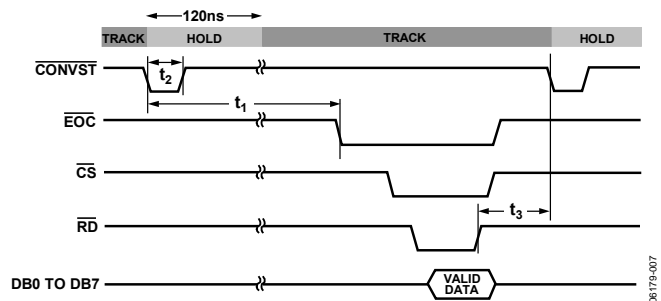 120ns
TRACK HOLD TRACK HOLD
CONVST
t2
t1
EOC
CS
t3
RD
DB0 TO DB7
VALID
DATA
06179-007